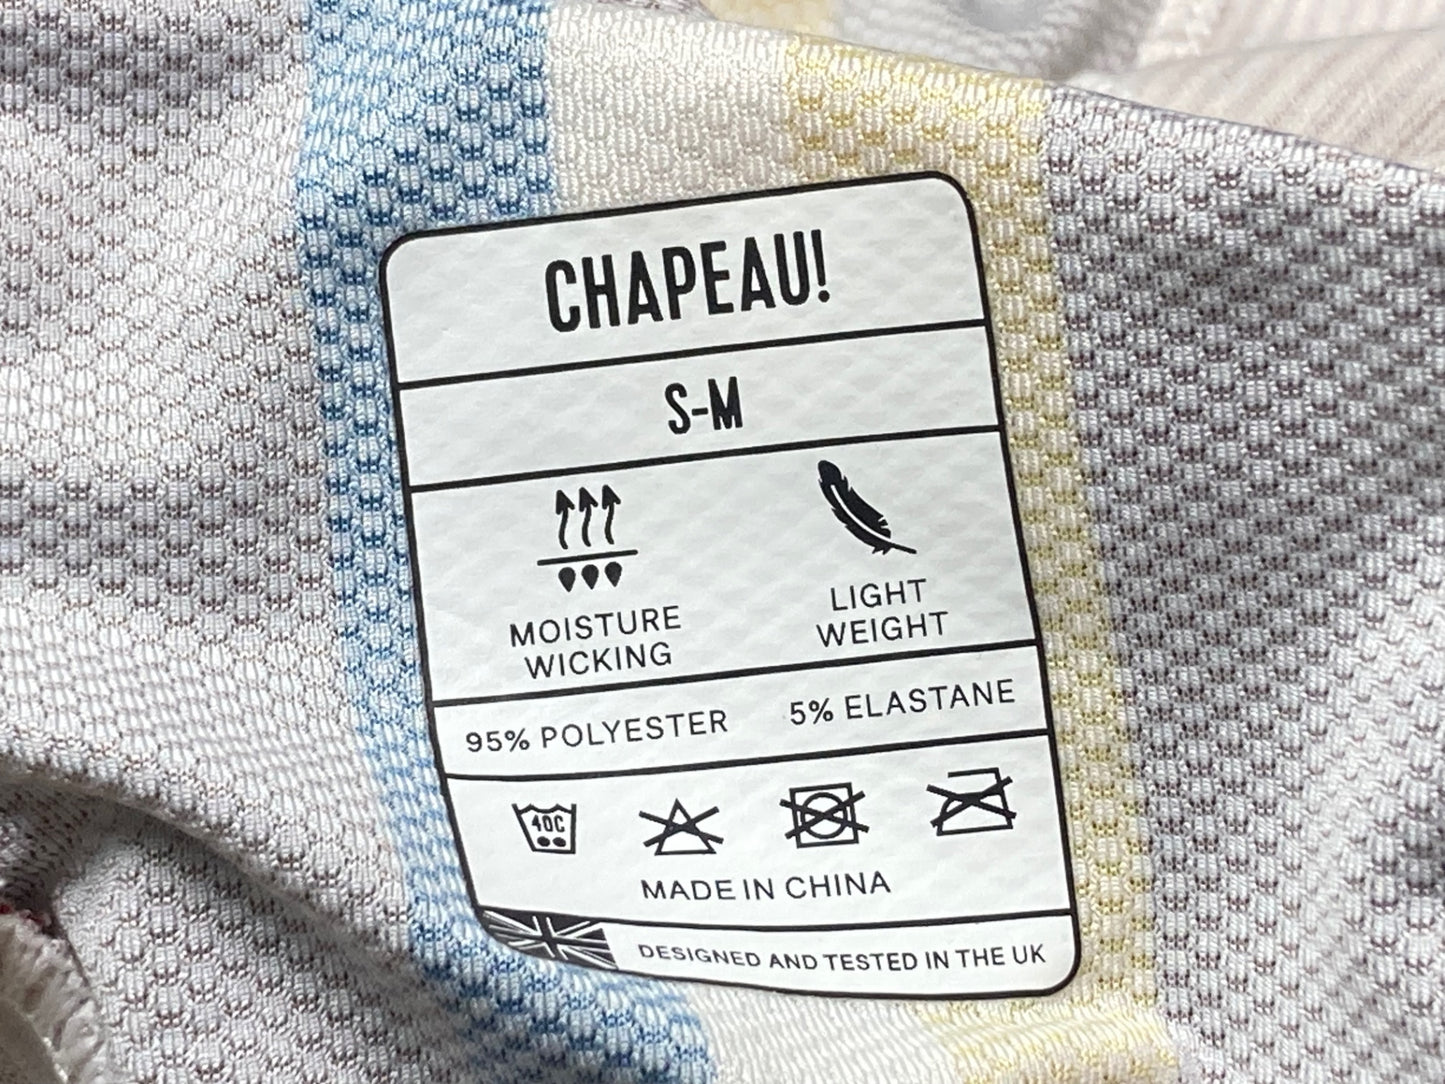 CHAPEAU!
S-M
MOISTURE
WICKING
LIGHT
WEIGHT
95% POLYESTER
5% ELASTANE
40C
MADE IN CHINA
DESIGNED AND TESTED IN THE UK